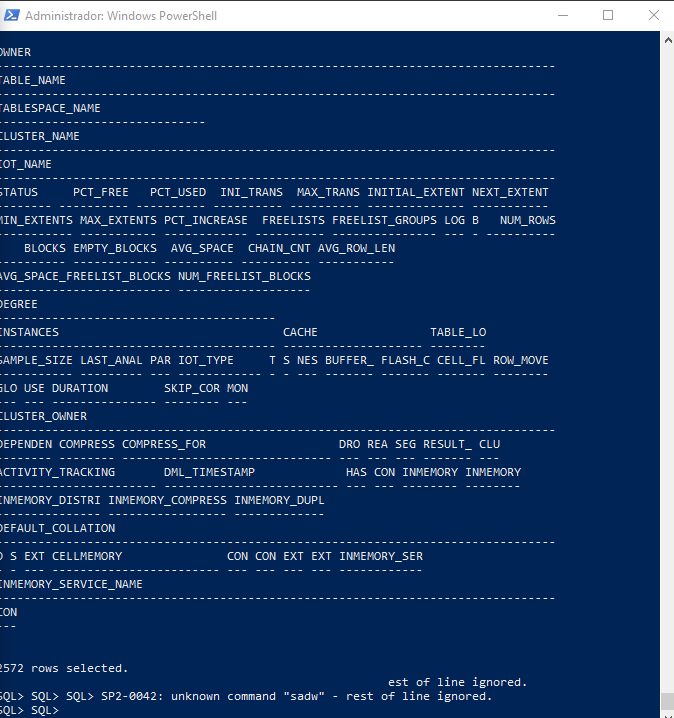 Administrador: Windows PowerShell
OWNER
--------------------------------------------------------------------------------
TABLE_NAME
--------------------------------------------------------------------------------
TABLESPACE_NAME
------------------------------
CLUSTER_NAME
--------------------------------------------------------------------------------
IOT_NAME
--------------------------------------------------------------------------------
STATUS     PCT_FREE   PCT_USED  INI_TRANS  MAX_TRANS INITIAL_EXTENT NEXT_EXTENT
-------- ---------- ---------- ---------- ---------- -------------- -----------
MIN_EXTENTS MAX_EXTENTS PCT_INCREASE  FREELISTS FREELIST_GROUPS LOG B   NUM_ROWS
----------- ----------- ------------ ---------- --------------- --- - ----------
    BLOCKS EMPTY_BLOCKS  AVG_SPACE  CHAIN_CNT AVG_ROW_LEN
---------- ------------ ---------- ---------- -----------
AVG_SPACE_FREELIST_BLOCKS NUM_FREELIST_BLOCKS
------------------------- -------------------
DEGREE
----------------------------------------
INSTANCES                                CACHE                TABLE_LO
---------------------------------------- -------------------- --------
SAMPLE_SIZE LAST_ANAL PAR IOT_TYPE     T S NES BUFFER_ FLASH_C CELL_FL ROW_MOVE
----------- --------- --- ------------ - - --- ------- ------- ------- --------
GLO USE DURATION        SKIP_COR MON
--- --- --------------- -------- ---
CLUSTER_OWNER
--------------------------------------------------------------------------------
DEPENDEN COMPRESS COMPRESS_FOR                   DRO REA SEG RESULT_ CLU
-------- -------- ------------------------------ --- --- --- ------- ---
ACTIVITY_TRACKING       DML_TIMESTAMP             HAS CON INMEMORY INMEMORY
----------------------- ------------------------- --- --- -------- --------
INMEMORY_DISTRI INMEMORY_COMPRESS INMEMORY_DUPL
--------------- ----------------- -------------
DEFAULT_COLLATION
--------------------------------------------------------------------------------
D S EXT CELLMEMORY               CON CON EXT EXT INMEMORY_SER
- - --- ------------------------ --- --- --- --- ------------
INMEMORY_SERVICE_NAME
--------------------------------------------------------------------------------
CON
---
2572 rows selected.
est of line ignored.
SQL> SQL> SQL> SP2-0042: unknown command "sadw" - rest of line ignored.
SQL> SQL>